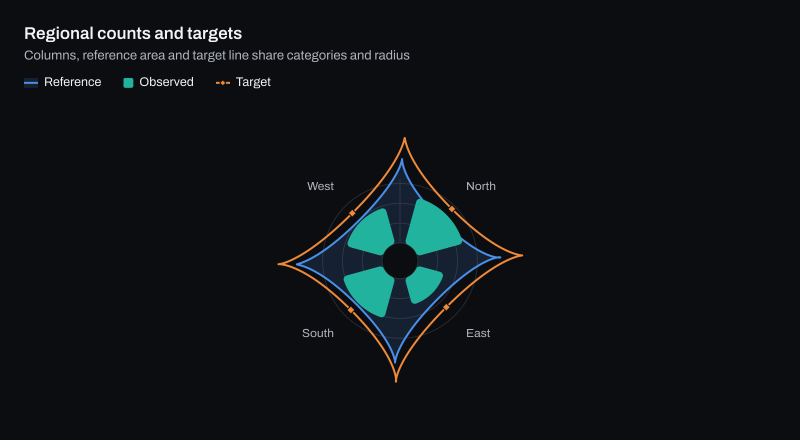 Regional counts and targets
Columns, reference area and target line share categories and radius
Reference Observed Target
West North
South East